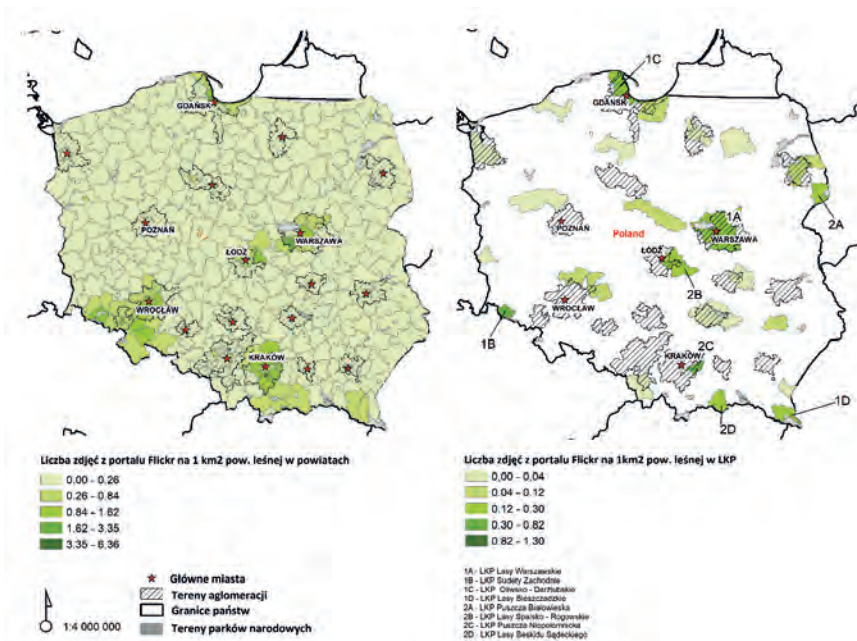 GDAŃSK
POZNAŃ
WARSZAWA
ŁÓDŹ
WROCŁAW
KRAKÓW
Liczba zdjęć z portalu Flickr na 1 km2 pow. leśnej w powiatach
0,00 - 0.26
0.26 - 0.84
0.84 - 1.62
1.62 - 3.35
3.35 - 6,36
1:4 000 000
Główne miasta
Tereny aglomeracji
Granice państw
Tereny parków narodowych
1C
GDAŃSK
1A
POZNAŃ
Poland
WARSZAWA
2A
ŁÓDŹ
2B
WROCŁAW
1B
2C
KRAKÓW
1D
2D
Liczba zdjęć z portalu Flickr na 1km2 pow. leśnej w LKP
0,00 - 0,04
0.04 - 0.12
0.12 - 0.30
0.30 - 0.82
0.82 - 1.30
1A - LKP Lasy Warszawskie
1B - LKP Sudety Zachodnie
1C - LKP Oliwsko - Darżlubskie
1D - LKP Lasy Bieszczadzkie
2A - LKP Puszcza Białowieska
2B - LKP Lasy Spalsko - Rogowskie
2C - LKP Puszcza Niepołomicka
2D - LKP Lasy Beskidu Sądeckiego